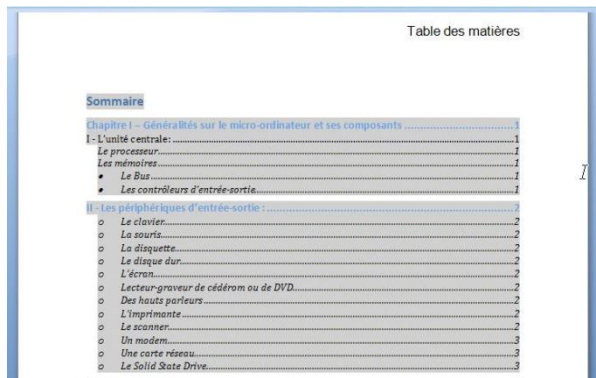 Table des matières
Sommaire
Chapitre I – Généralités sur le micro-ordinateur et ses composants ........................................ 1
I - L'unité centrale: ........................................ 1
Le processeur ........................................ 1
Les mémoires ........................................ 1
• Le Bus ........................................ 1
• Les contrôleurs d'entrée-sortie ........................................ 1
II - Les périphériques d'entrée-sortie : ........................................ 2
o Le clavier ........................................ 2
o La souris ........................................ 2
o La disquette ........................................ 2
o Le disque dur ........................................ 2
o L'écran ........................................ 2
o Lecteur-graveur de cédérom ou de DVD ........................................ 2
o Des hauts parleurs ........................................ 2
o L'imprimante ........................................ 2
o Le scanner ........................................ 2
o Un modem ........................................ 3
o Une carte réseau ........................................ 3
o Le Solid State Drive ........................................ 3